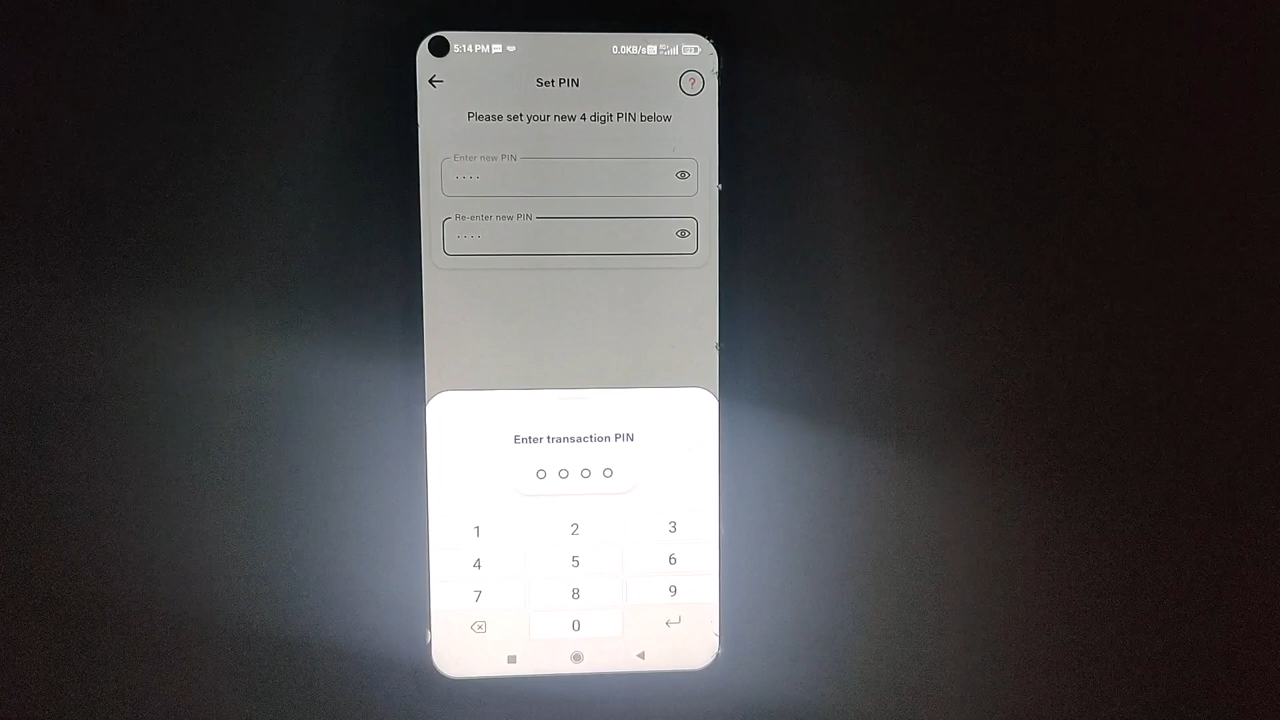 5:14 PM 0.0KB/s
Set PIN
?
Please set your new 4 digit PIN below
Enter new PIN
....
Re-enter new PIN
....
Enter transaction PIN
1 2 3
4 5 6
7 8 9
0